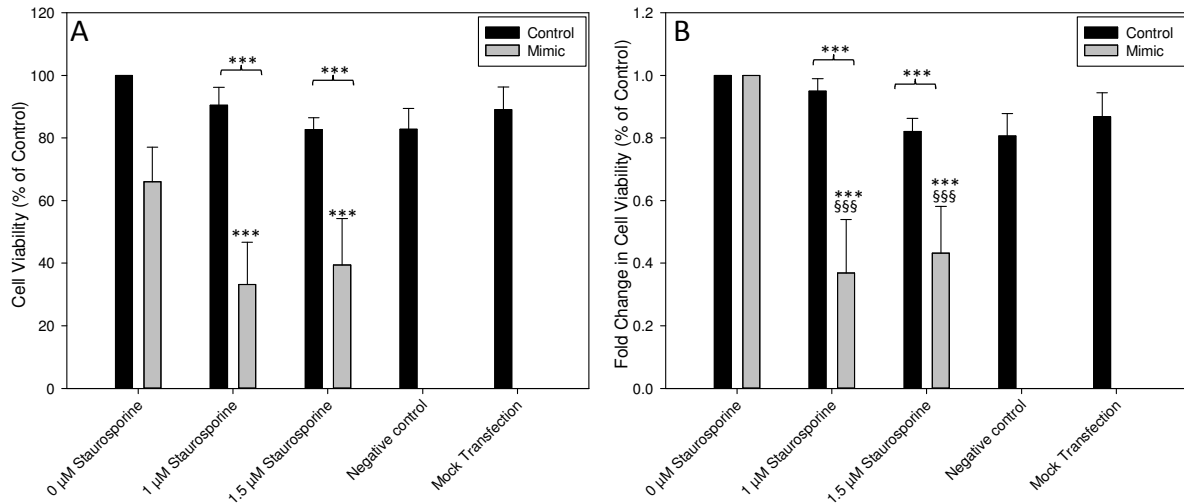 A
Control
Mimic
Cell Viability (% of Control)
120
100
80
60
40
20
0
***
***
***
***
0 µM Staurosporine
1 µM Staurosporine
1.5 µM Staurosporine
Negative control
Mock Transfection
B
Control
Mimic
Fold Change in Cell Viability (% of Control)
1.0
0.8
0.6
0.4
0.2
0.0
***
***
***
§§§
***
§§§
0 µM Staurosporine
1 µM Staurosporine
1.5 µM Staurosporine
Negative control
Mock Transfection